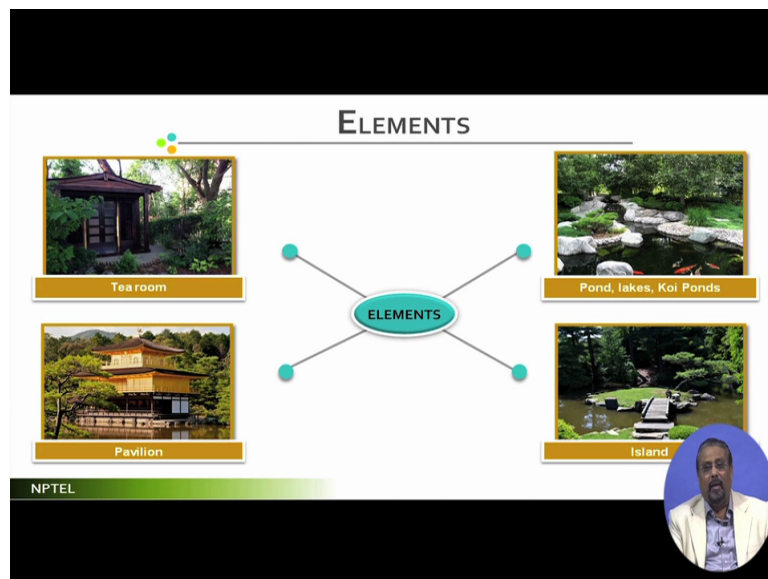 ELEMENTS
Tea room
Pond, lakes, Koi Ponds
ELEMENTS
Pavilion
Island
NPTEL